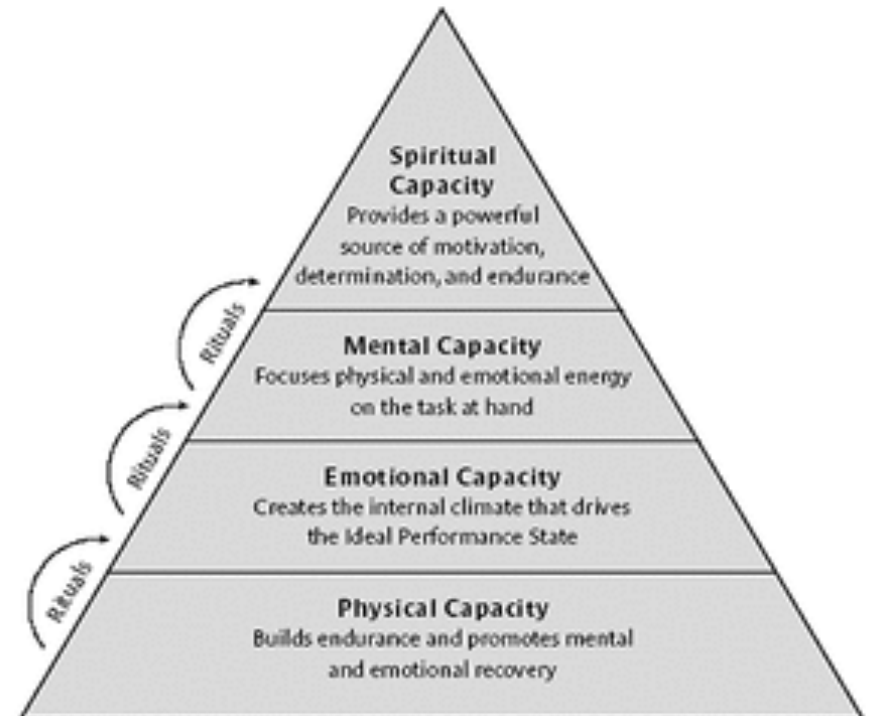 Spiritual
Capacity
Provides a powerful
source of motivation,
determination, and endurance
Rituals
Mental Capacity
Focuses physical and emotional energy
on the task at hand
Rituals
Emotional Capacity
Creates the internal climate that drives
the Ideal Performance State
Rituals
Physical Capacity
Builds endurance and promotes mental
and emotional recovery